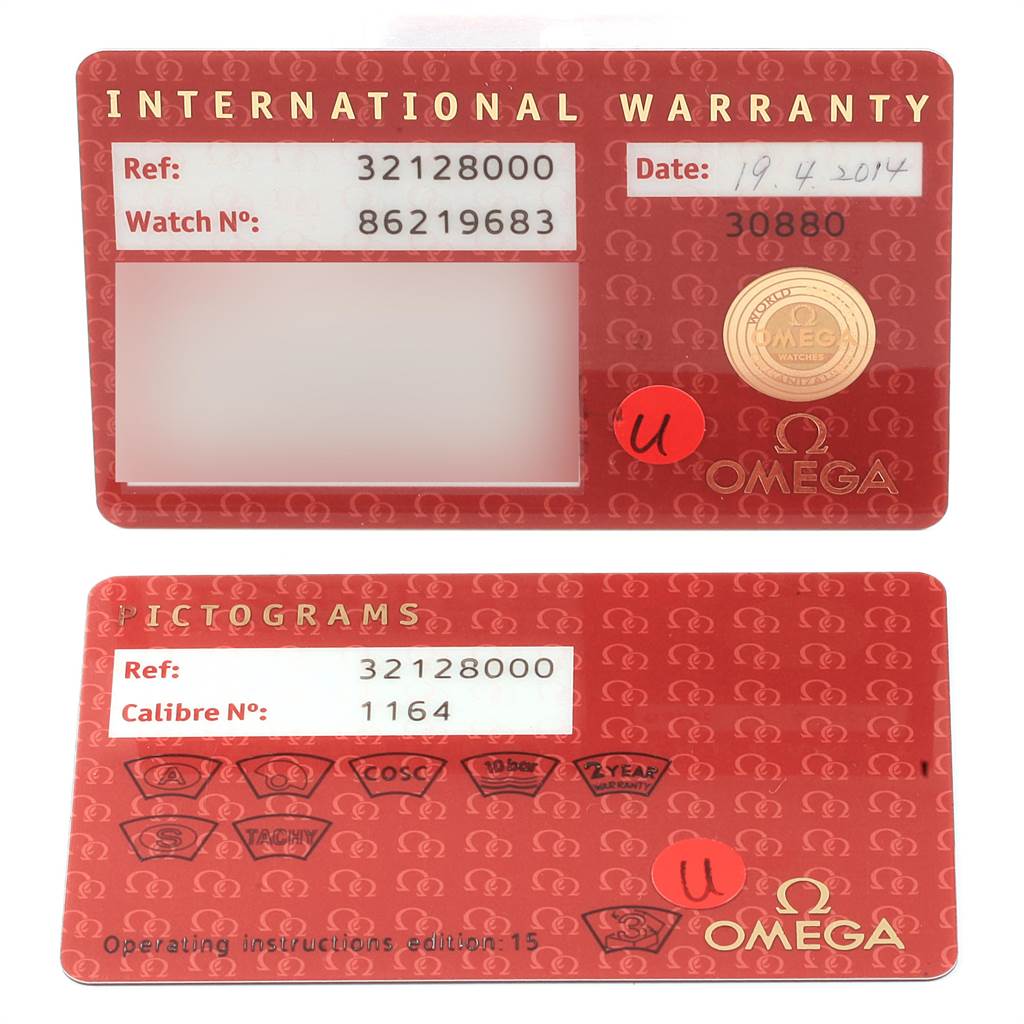 INTERNATIONAL WARRANTY
Ref: 32128000
Date: 19.4.2014
Watch Nº: 86219683
30880
WORLD
Ω
OMEGA
WATCHES
U
Ω
OMEGA
PICTOGRAMS
Ref: 32128000
Calibre Nº: 1164
A
COSC
10 bar
2 YEAR
WARRANTY
S
TACHY
U
3
Ω
OMEGA
Operating instructions edition: 15